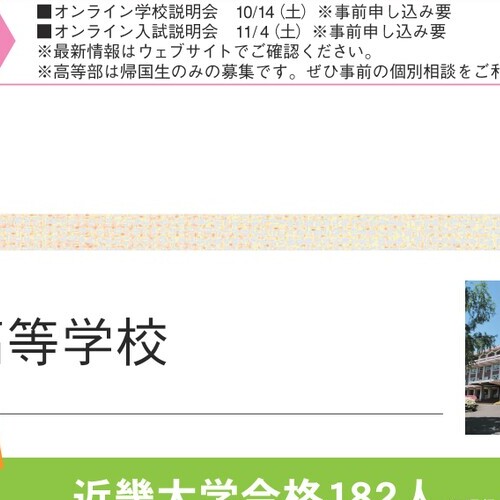 ■オンライン学校説明会　10/14（土）※事前申し込み要
■オンライン入試説明会　11/4（土）※事前申し込み要
※最新情報はウェブサイトでご確認ください。
※高等部は帰国生のみの募集です。ぜひ事前の個別相談をご利
高等学校
近畿大学合格182人